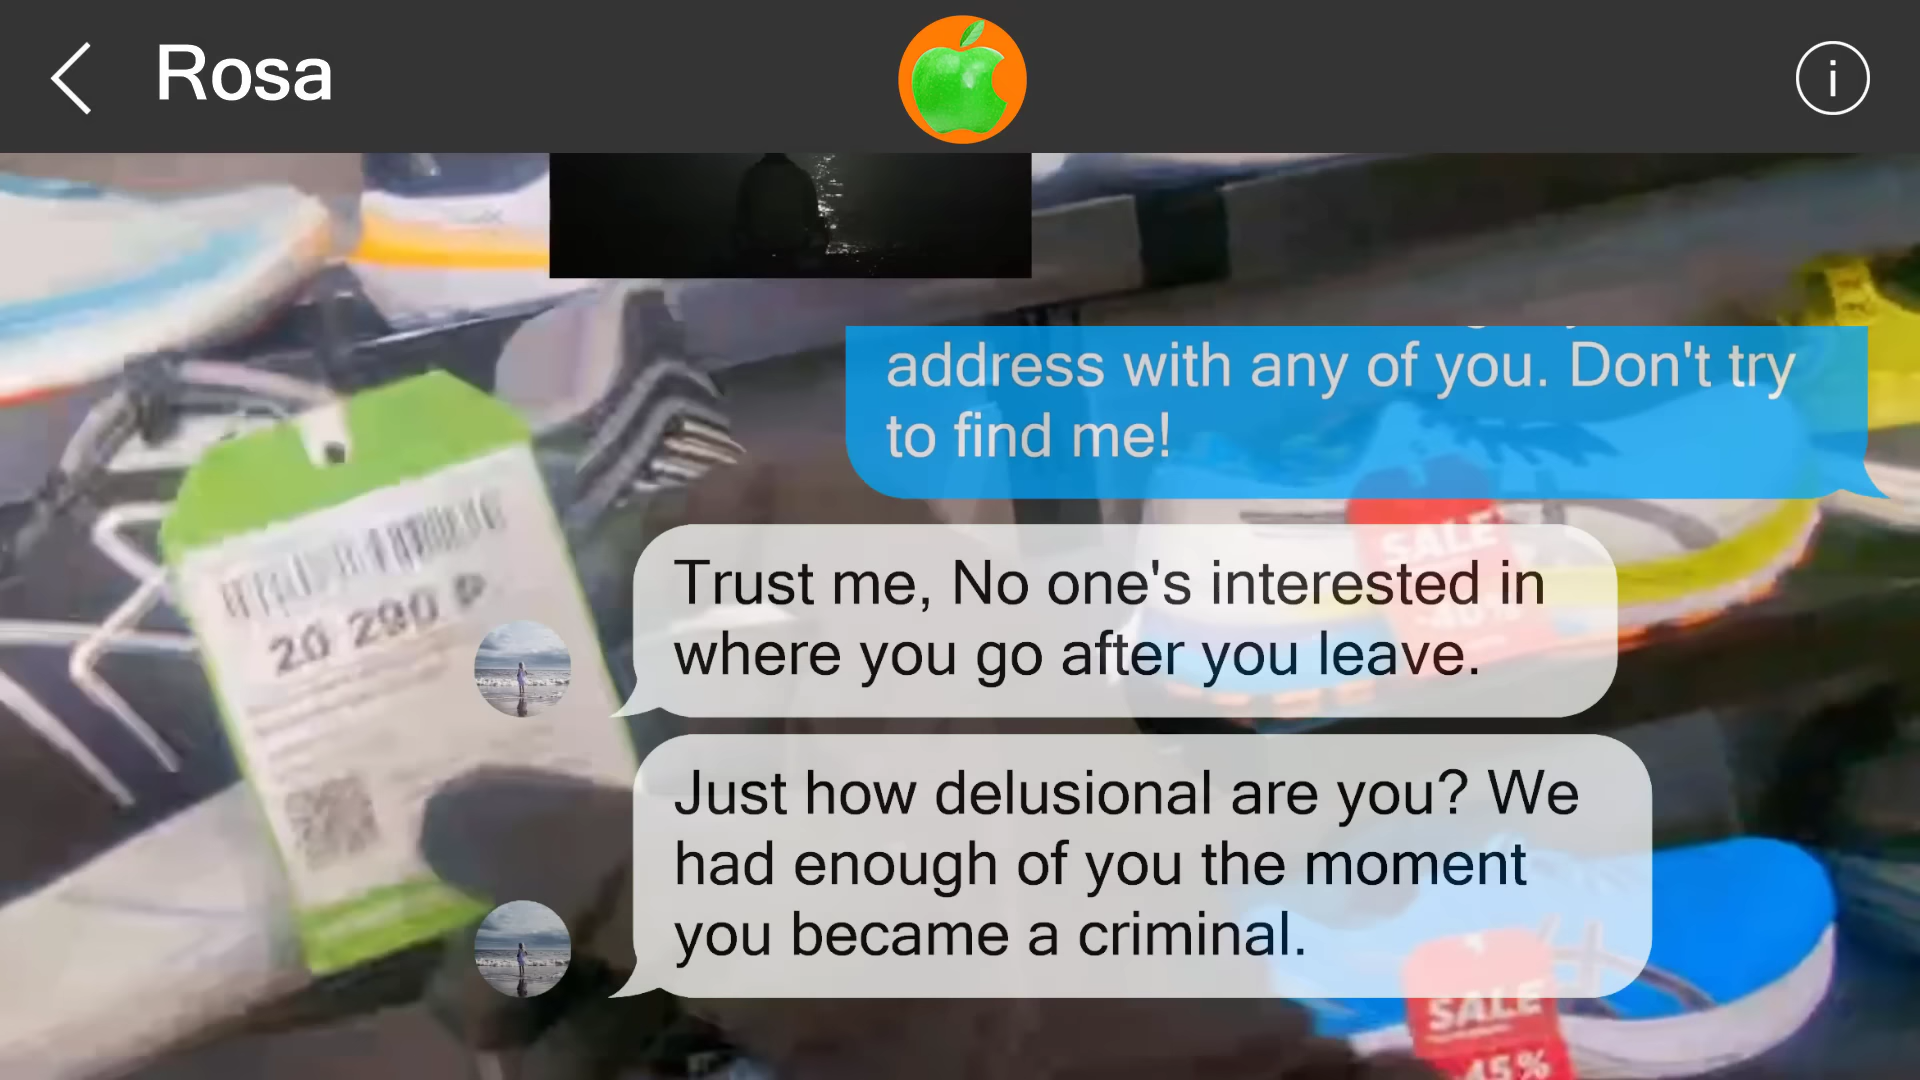 Rosa
address with any of you. Don't try
to find me!
Trust me, No one's interested in
where you go after you leave.
Just how delusional are you? We
had enough of you the moment
you became a criminal.
20 290 ₽
SALE
SALE
-45%